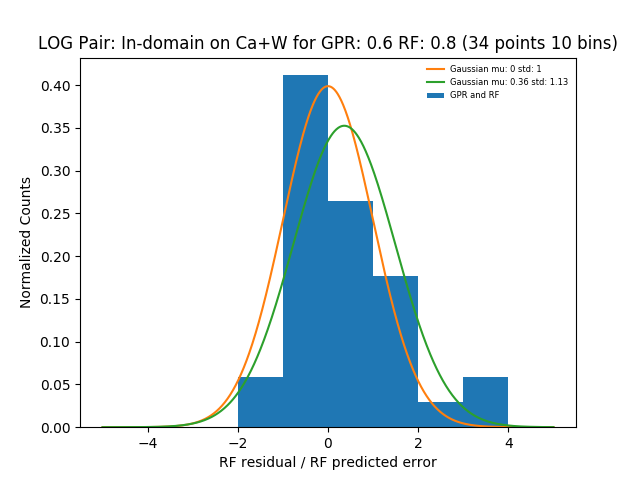 LOG Pair: In-domain on Ca+W for GPR: 0.6 RF: 0.8 (34 points 10 bins)
Gaussian mu: 0 std: 1
Gaussian mu: 0.36 std: 1.13
GPR and RF
Normalized Counts
0.40
0.35
0.30
0.25
0.20
0.15
0.10
0.05
0.00
−4
−2
0
2
4
RF residual / RF predicted error